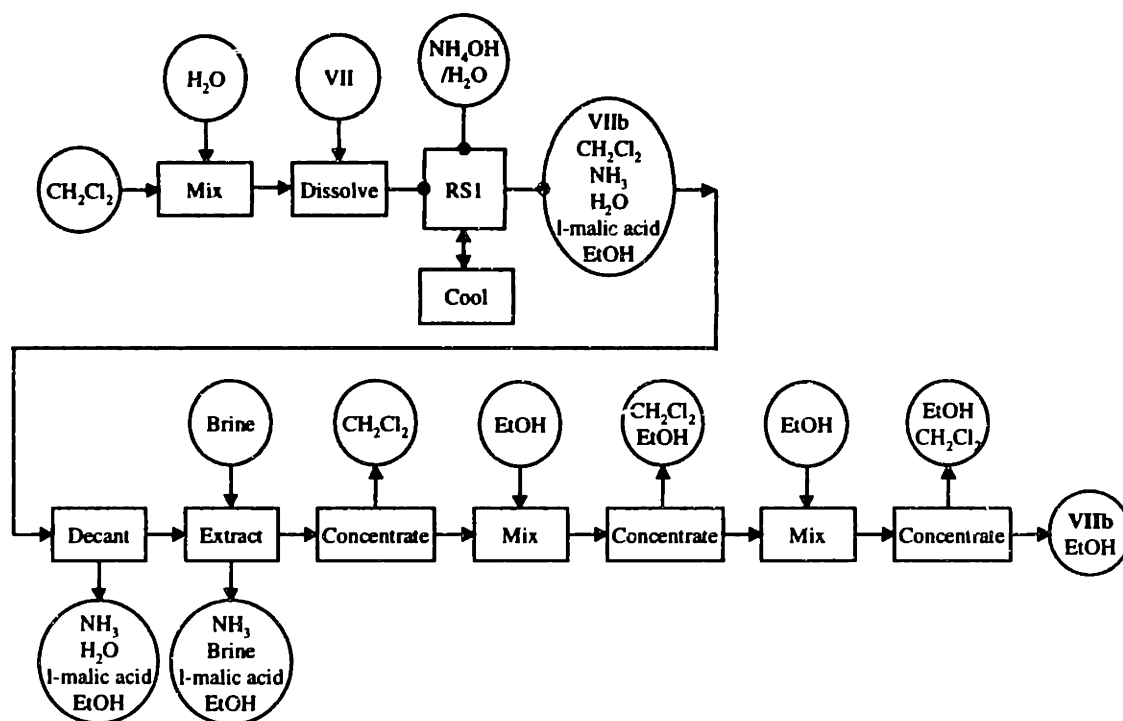 H₂O
VII
NH₄OH
/H₂O
CH₂Cl₂
Mix
Dissolve
RS1
VIIb
CH₂Cl₂
NH₃
H₂O
l-malic acid
EtOH
Cool
Brine
CH₂Cl₂
EtOH
CH₂Cl₂
EtOH
EtOH
EtOH
CH₂Cl₂
Decant
Extract
Concentrate
Mix
Concentrate
Mix
Concentrate
VIIb
EtOH
NH₃
H₂O
l-malic acid
EtOH
NH₃
Brine
l-malic acid
EtOH